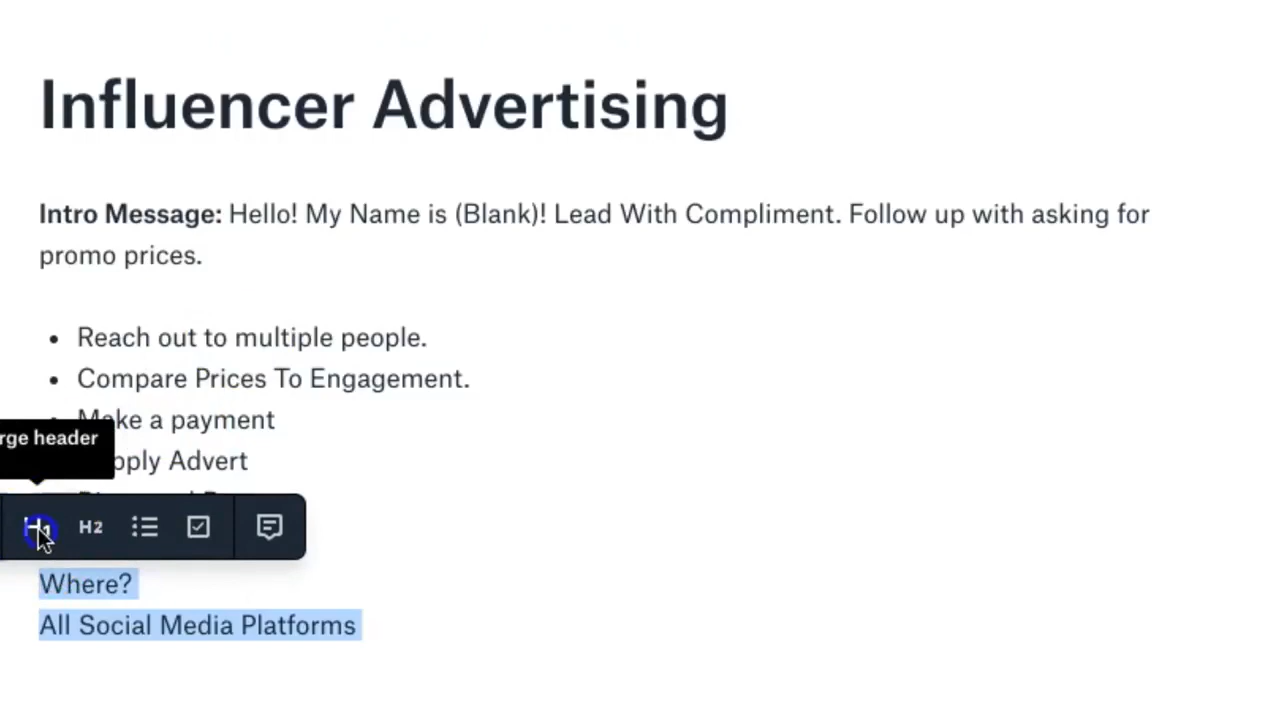 Influencer Advertising
Intro Message: Hello! My Name is (Blank)! Lead With Compliment. Follow up with asking for
promo prices.
• Reach out to multiple people.
• Compare Prices To Engagement.
• Make a payment
header
Advert
H1 H2
Where?
All Social Media Platforms